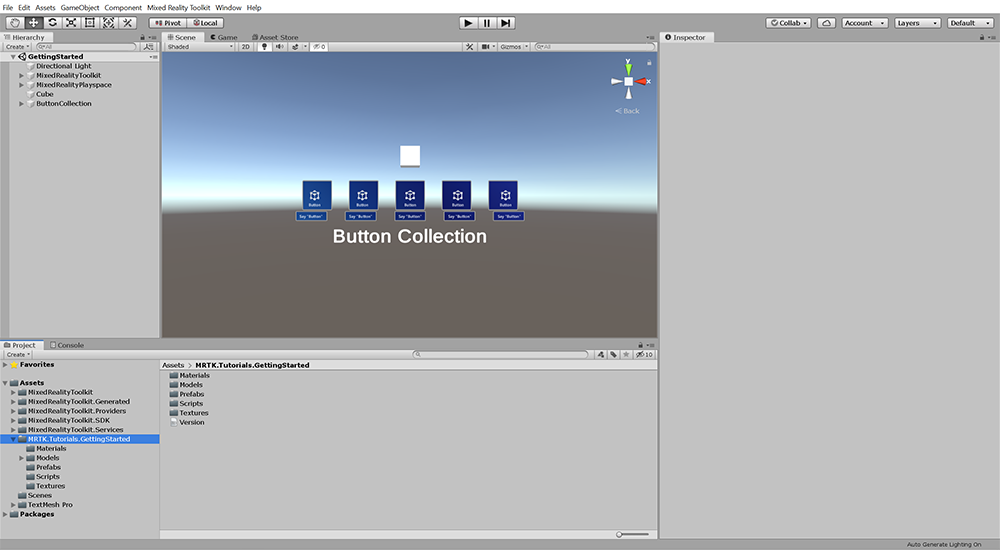 File Edit Assets GameObject Component Mixed Reality Toolkit Window Help
Pivot Local Collab Account Layers Default
Hierarchy
Create All
GettingStarted
Directional Light
MixedRealityToolkit
MixedRealityPlayspace
Cube
ButtonCollection
Scene Game Asset Store
Shaded 2D 0 Gizmos All
y
x
Back
Button Button Button Button Button
Say "Button" Say "Button" Say "Button" Say "Button" Say "Button"
Button Collection
Inspector
Project Console
Create 10
Favorites
Assets
MixedRealityToolkit
MixedRealityToolkit.Generated
MixedRealityToolkit.Providers
MixedRealityToolkit.SDK
MixedRealityToolkit.Services
MRTK.Tutorials.GettingStarted
Materials
Models
Prefabs
Scripts
Textures
Scenes
TextMesh Pro
Packages
Assets > MRTK.Tutorials.GettingStarted
Materials
Models
Prefabs
Scripts
Textures
Version
Auto Generate Lighting On